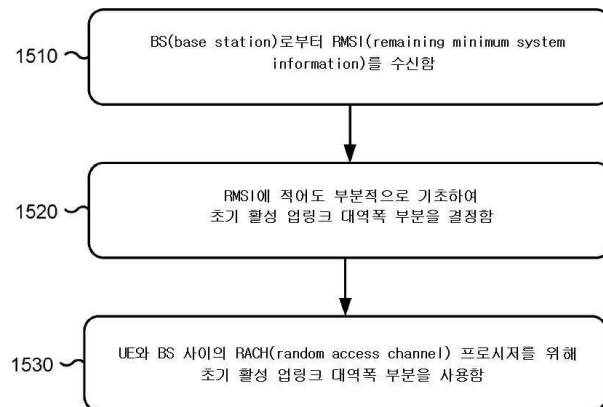 1510
BS(base station)로부터 RMSI(remaining minimum system
information)를 수신함
1520
RMSI에 적어도 부분적으로 기초하여
초기 활성 업링크 대역폭 부분을 결정함
1530
UE와 BS 사이의 RACH(random access channel) 프로시저를 위해
초기 활성 업링크 대역폭 부분을 사용함